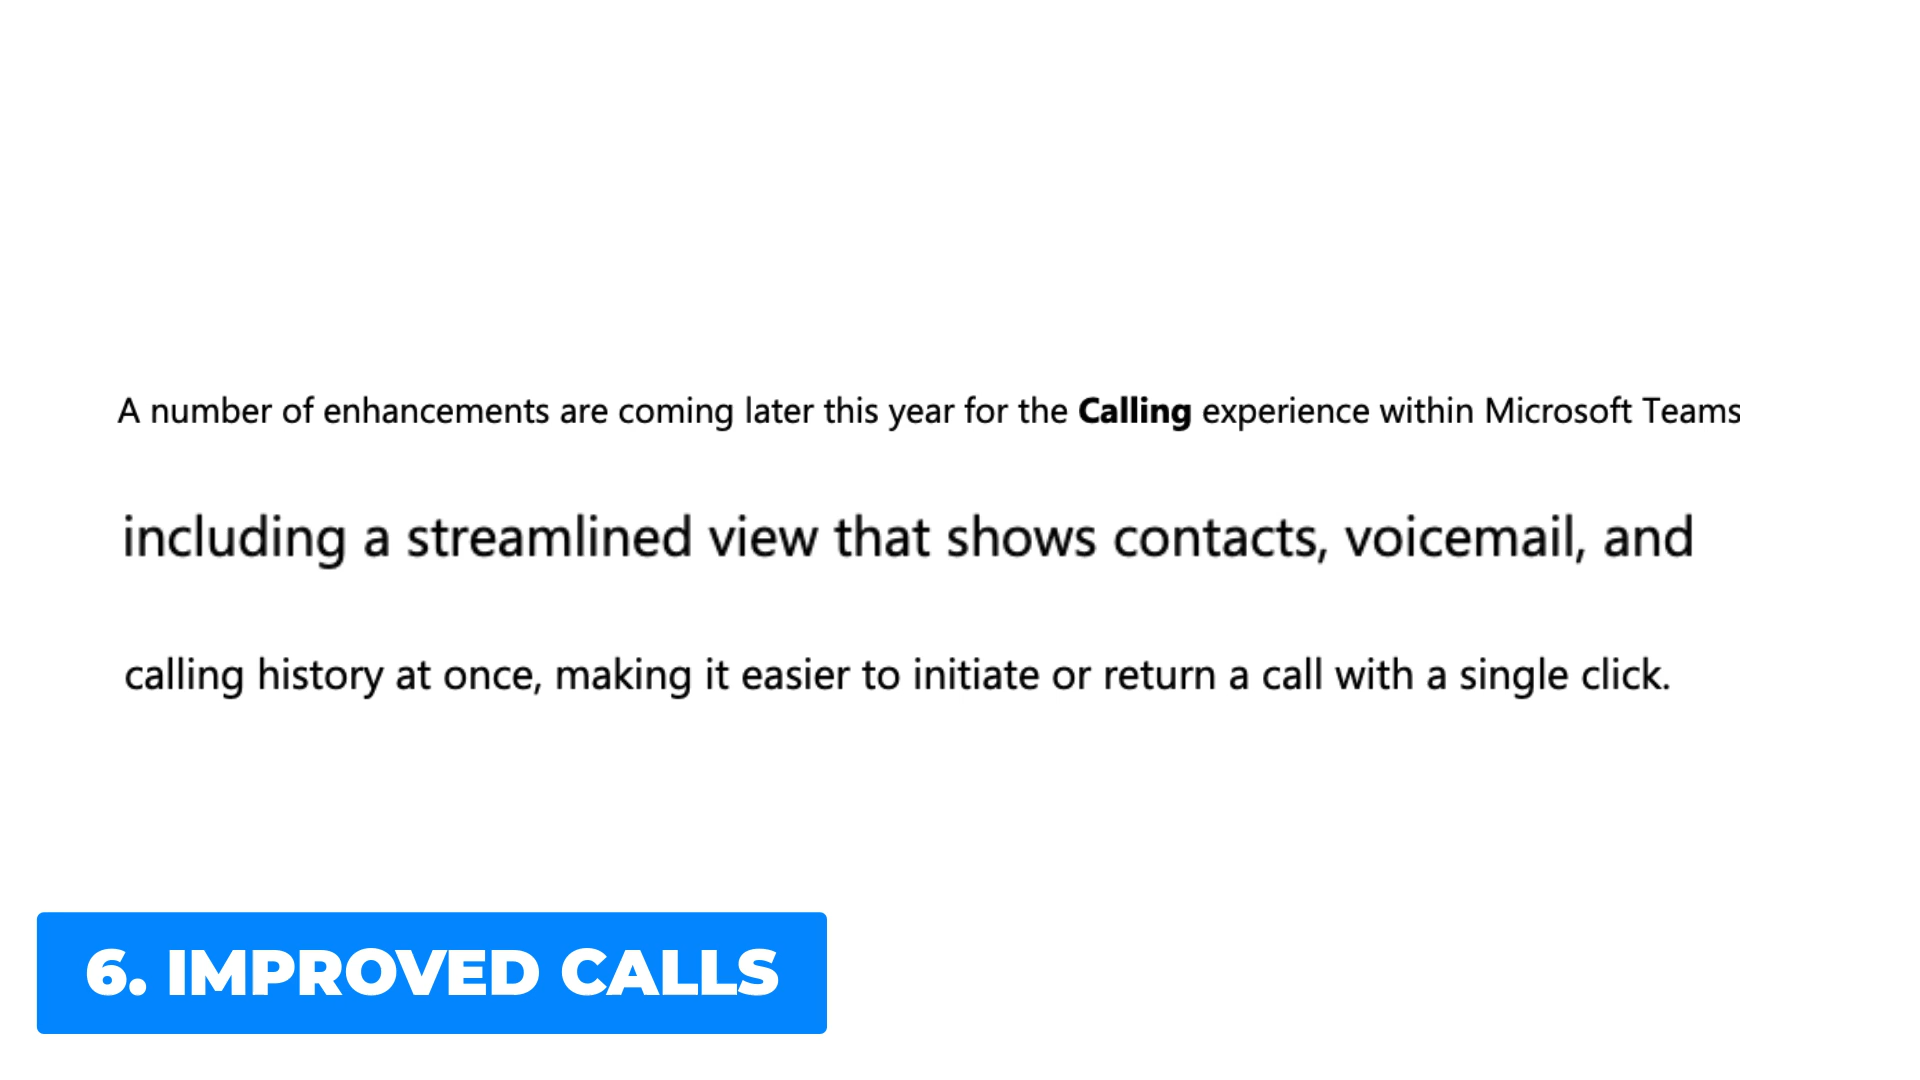 A number of enhancements are coming later this year for the Calling experience within Microsoft Teams
including a streamlined view that shows contacts, voicemail, and
calling history at once, making it easier to initiate or return a call with a single click.
6. IMPROVED CALLS